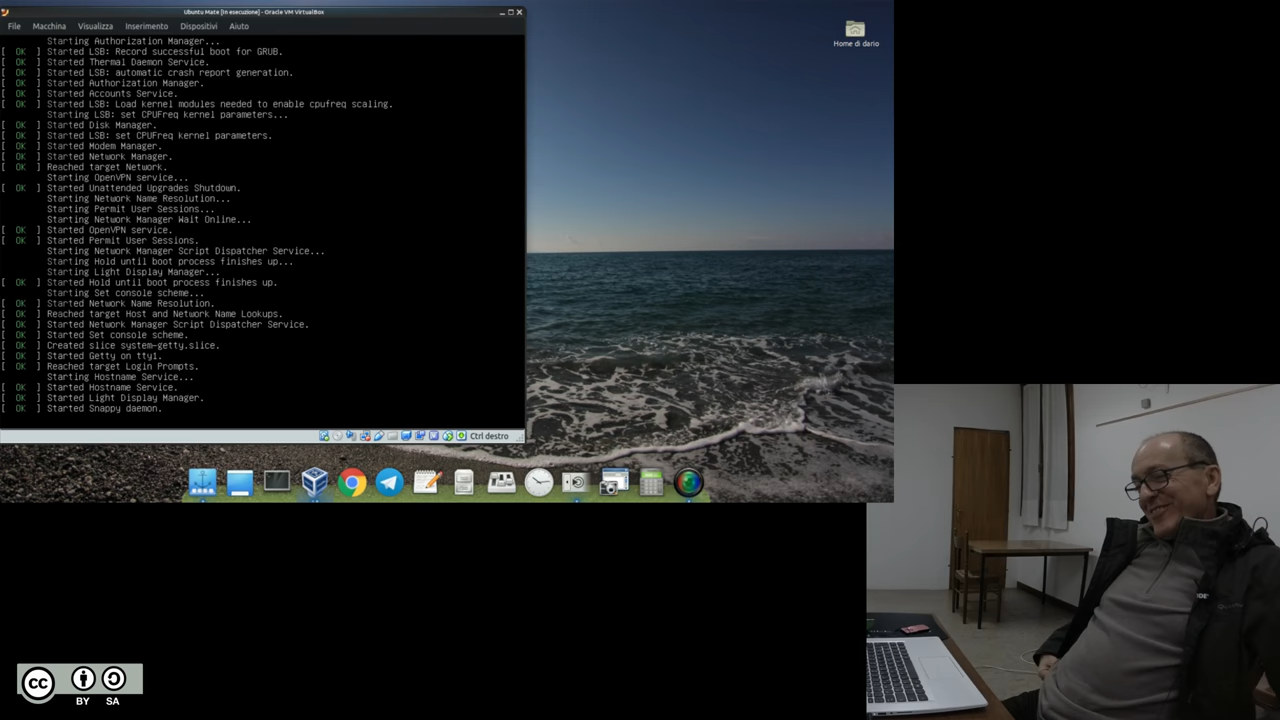 Ubuntu Mate [In esecuzione] - Oracle VM VirtualBox
File Macchina Visualizza Inserimento Dispositivi Aiuto
Starting Authorization Manager...
[ OK ] Started LSB: Record successful boot for GRUB.
[ OK ] Started Thermal Daemon Service.
[ OK ] Started LSB: automatic crash report generation.
[ OK ] Started Authorization Manager.
[ OK ] Started Accounts Service.
[ OK ] Started LSB: Load kernel modules needed to enable cpufreq scaling.
Starting LSB: set CPUFreq kernel parameters...
[ OK ] Started Disk Manager.
[ OK ] Started LSB: set CPUFreq kernel parameters.
[ OK ] Started Modem Manager.
[ OK ] Started Network Manager.
[ OK ] Reached target Network.
Starting OpenVPN service...
[ OK ] Started Unattended Upgrades Shutdown.
Starting Network Name Resolution...
Starting Permit User Sessions...
Starting Network Manager Wait Online...
[ OK ] Started OpenVPN service.
[ OK ] Started Permit User Sessions.
Starting Network Manager Script Dispatcher Service...
Starting Hold until boot process finishes up...
Starting Light Display Manager...
[ OK ] Started Hold until boot process finishes up.
Starting Set console scheme...
[ OK ] Started Network Name Resolution.
[ OK ] Reached target Host and Network Name Lookups.
[ OK ] Started Network Manager Script Dispatcher Service.
[ OK ] Started Set console scheme.
[ OK ] Created slice system-getty.slice.
[ OK ] Started Getty on tty1.
[ OK ] Reached target Login Prompts.
Starting Hostname Service...
[ OK ] Started Hostname Service.
[ OK ] Started Light Display Manager.
[ OK ] Started Snappy daemon.
Ctrl destro
Home di dario
cc
BY SA